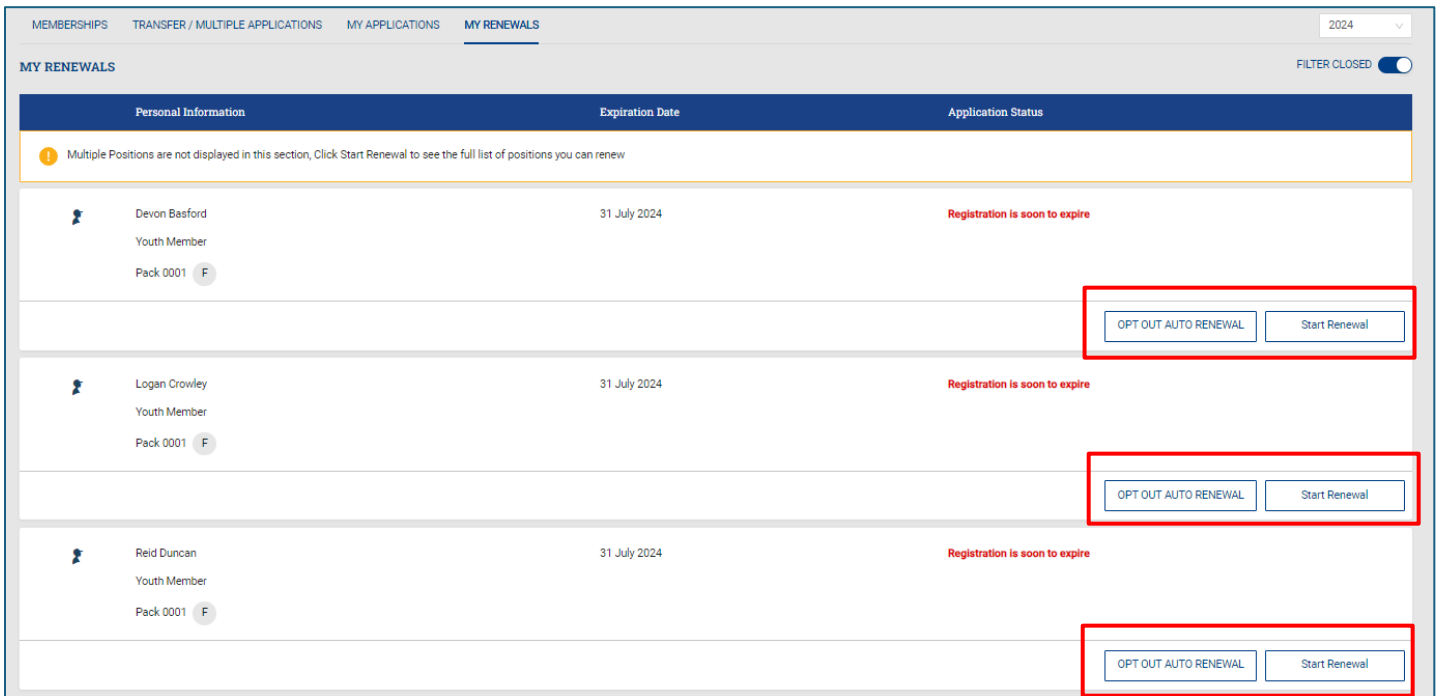 MEMBERSHIPS TRANSFER / MULTIPLE APPLICATIONS MY APPLICATIONS MY RENEWALS 2024
MY RENEWALS FILTER CLOSED
Personal Information Expiration Date Application Status
! Multiple Positions are not displayed in this section, Click Start Renewal to see the full list of positions you can renew
Devon Basford 31 July 2024 Registration is soon to expire
Youth Member
Pack 0001 F
OPT OUT AUTO RENEWAL Start Renewal
Logan Crowley 31 July 2024 Registration is soon to expire
Youth Member
Pack 0001 F
OPT OUT AUTO RENEWAL Start Renewal
Reid Duncan 31 July 2024 Registration is soon to expire
Youth Member
Pack 0001 F
OPT OUT AUTO RENEWAL Start Renewal